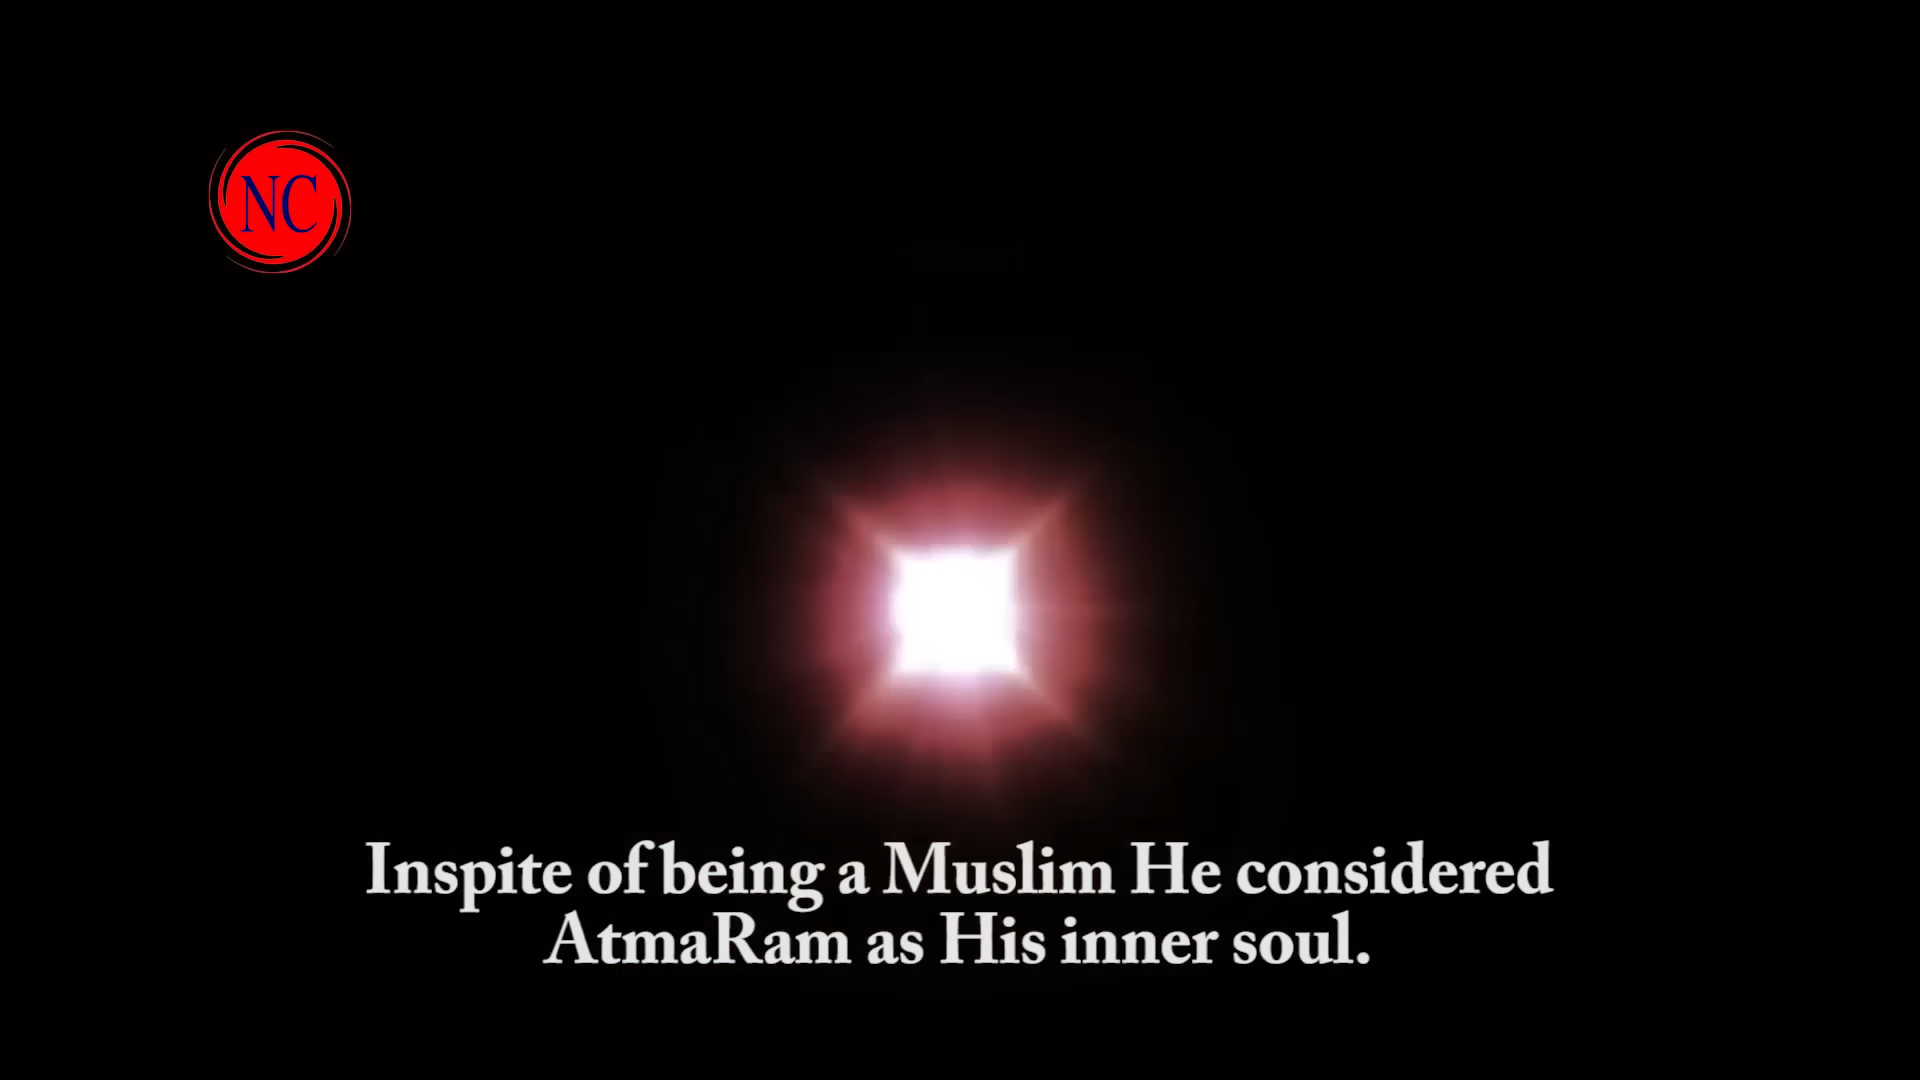 NC
Inspite of being a Muslim He considered
AtmaRam as His inner soul.